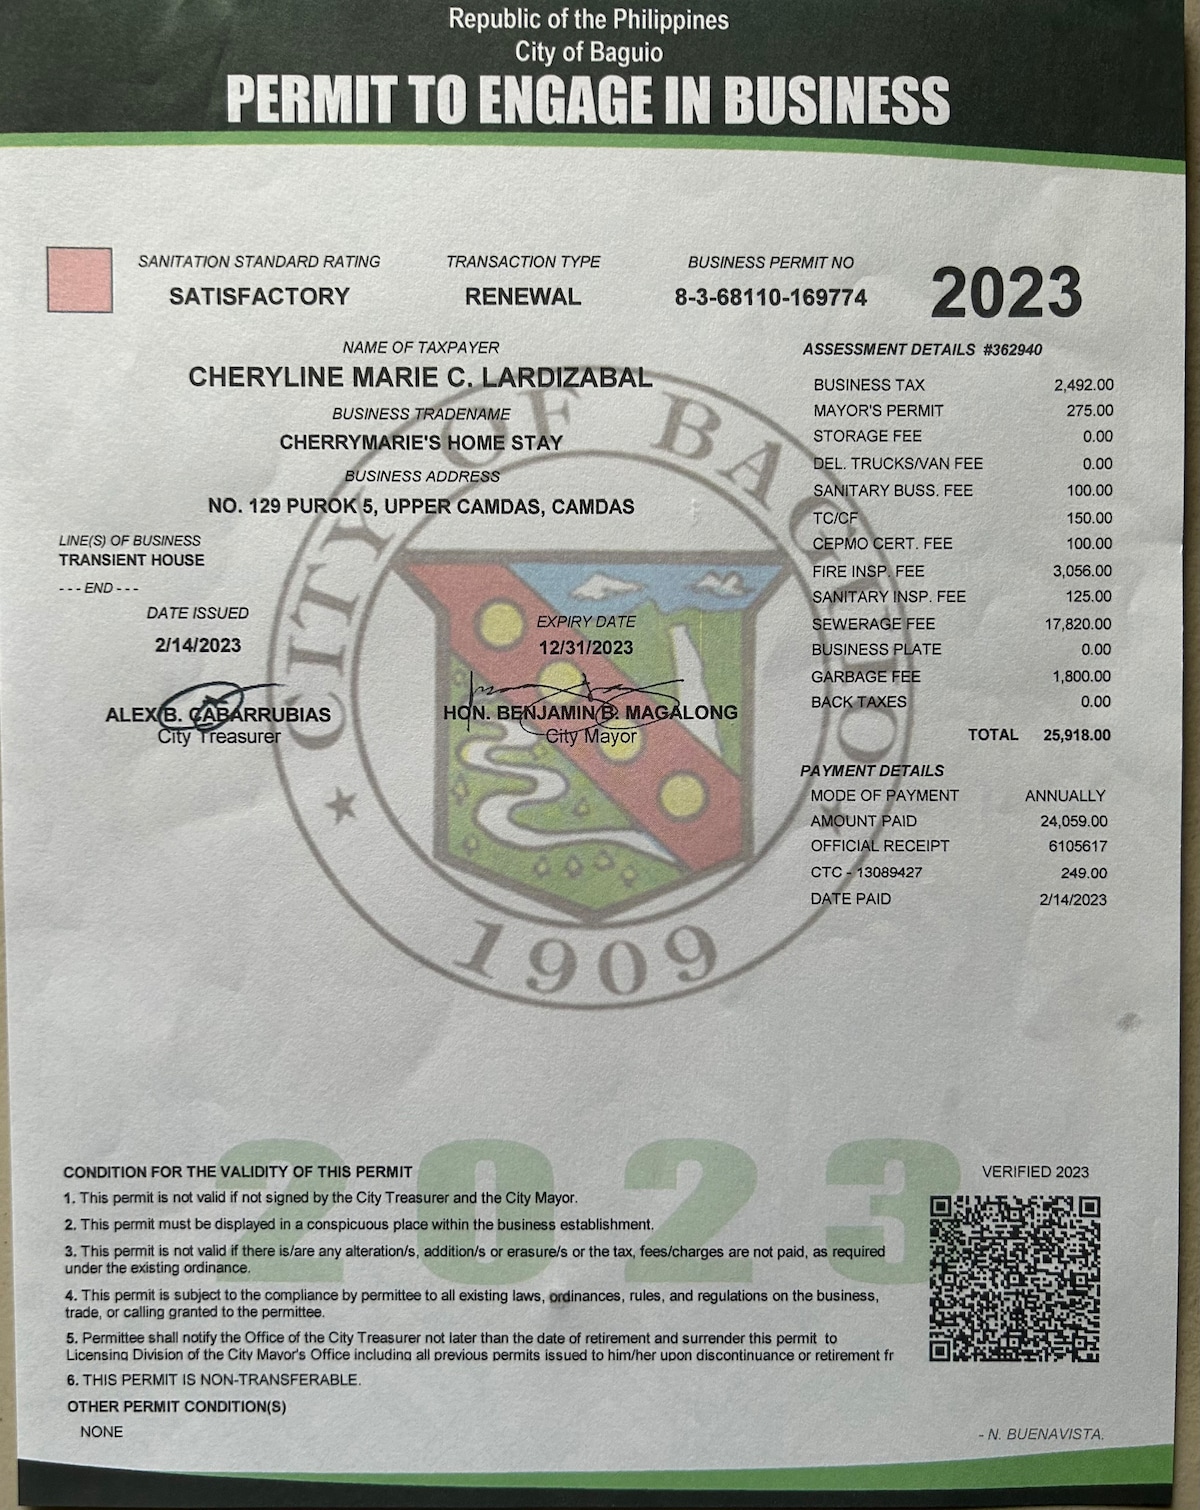 Republic of the Philippines
City of Baguio
PERMIT TO ENGAGE IN BUSINESS
SANITATION STANDARD RATING
SATISFACTORY
TRANSACTION TYPE
RENEWAL
BUSINESS PERMIT NO
8-3-68110-169774
2023
NAME OF TAXPAYER
CHERYLINE MARIE C. LARDIZABAL
BUSINESS TRADENAME
CHERRYMARIE'S HOME STAY
BUSINESS ADDRESS
NO. 129 PUROK 5, UPPER CAMDAS, CAMDAS
LINE(S) OF BUSINESS
TRANSIENT HOUSE
- - - END - - -
DATE ISSUED
2/14/2023
EXPIRY DATE
12/31/2023
ALEX B. CABARRUBIAS
City Treasurer
HON. BENJAMIN B. MAGALONG
City Mayor
ASSESSMENT DETAILS #362940
BUSINESS TAX 2,492.00
MAYOR'S PERMIT 275.00
STORAGE FEE 0.00
DEL. TRUCKS/VAN FEE 0.00
SANITARY BUSS. FEE 100.00
TC/CF 150.00
CEPMO CERT. FEE 100.00
FIRE INSP. FEE 3,056.00
SANITARY INSP. FEE 125.00
SEWERAGE FEE 17,820.00
BUSINESS PLATE 0.00
GARBAGE FEE 1,800.00
BACK TAXES 0.00
TOTAL 25,918.00
PAYMENT DETAILS
MODE OF PAYMENT ANNUALLY
AMOUNT PAID 24,059.00
OFFICIAL RECEIPT 6105617
CTC - 13089427 249.00
DATE PAID 2/14/2023
CITY OF BAGUIO
1909
2023
CONDITION FOR THE VALIDITY OF THIS PERMIT
1. This permit is not valid if not signed by the City Treasurer and the City Mayor.
2. This permit must be displayed in a conspicuous place within the business establishment.
3. This permit is not valid if there is/are any alteration/s, addition/s or erasure/s or the tax, fees/charges are not paid, as required
under the existing ordinance.
4. This permit is subject to the compliance by permittee to all existing laws, ordinances, rules, and regulations on the business,
trade, or calling granted to the permittee.
5. Permittee shall notify the Office of the City Treasurer not later than the date of retirement and surrender this permit to
Licensing Division of the City Mayor's Office including all previous permits issued to him/her upon discontinuance or retirement fr
6. THIS PERMIT IS NON-TRANSFERABLE.
OTHER PERMIT CONDITION(S)
NONE
VERIFIED 2023
- N. BUENAVISTA.